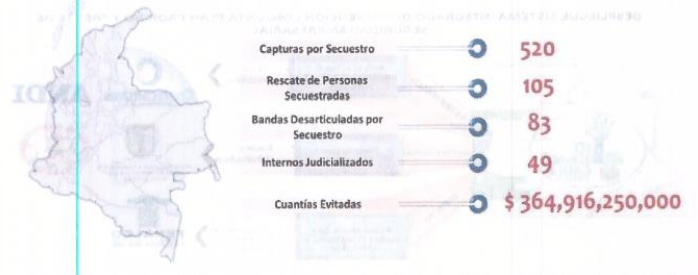 Capturas por Secuestro 520
Rescate de Personas
Secuestradas 105
Bandas Desarticuladas por
Secuestro 83
Internos Judicializados 49
Cuantías Evitadas $ 364,916,250,000
ANDI